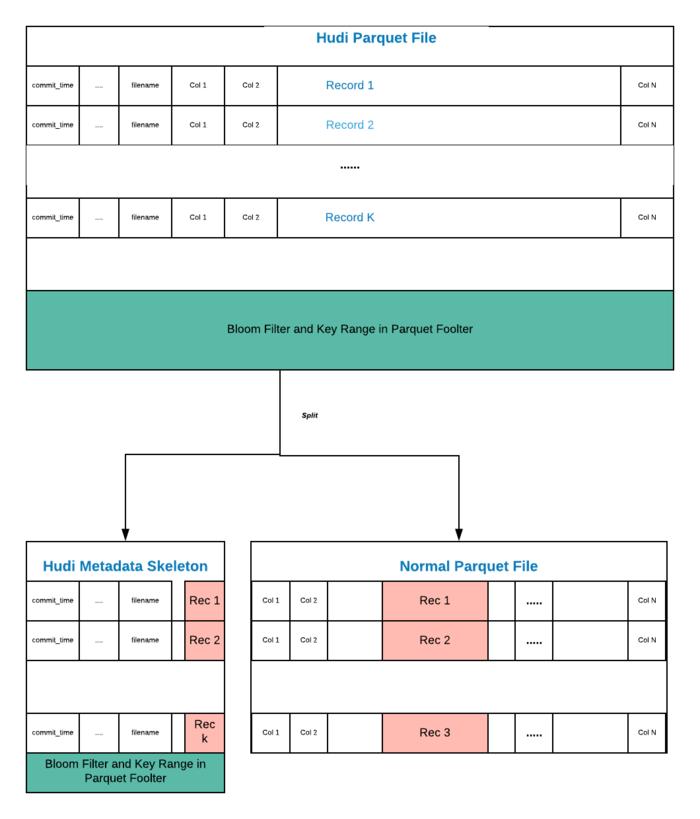 Hudi Parquet File
commit_time .... filename Col 1 Col 2 Record 1 Col N
commit_time .... filename Col 1 Col 2 Record 2 Col N
......
commit_time .... filename Col 1 Col 2 Record K Col N
Bloom Filter and Key Range in Parquet Foolter
Split
Hudi Metadata Skeleton
commit_time .... filename Rec 1
commit_time .... filename Rec 2
commit_time .... filename Rec
k
Bloom Filter and Key Range in
Parquet Foolter
Normal Parquet File
Col 1 Col 2 Rec 1 ..... Col N
Col 1 Col 2 Rec 2 ..... Col N
Col 1 Col 2 Rec 3 ..... Col N